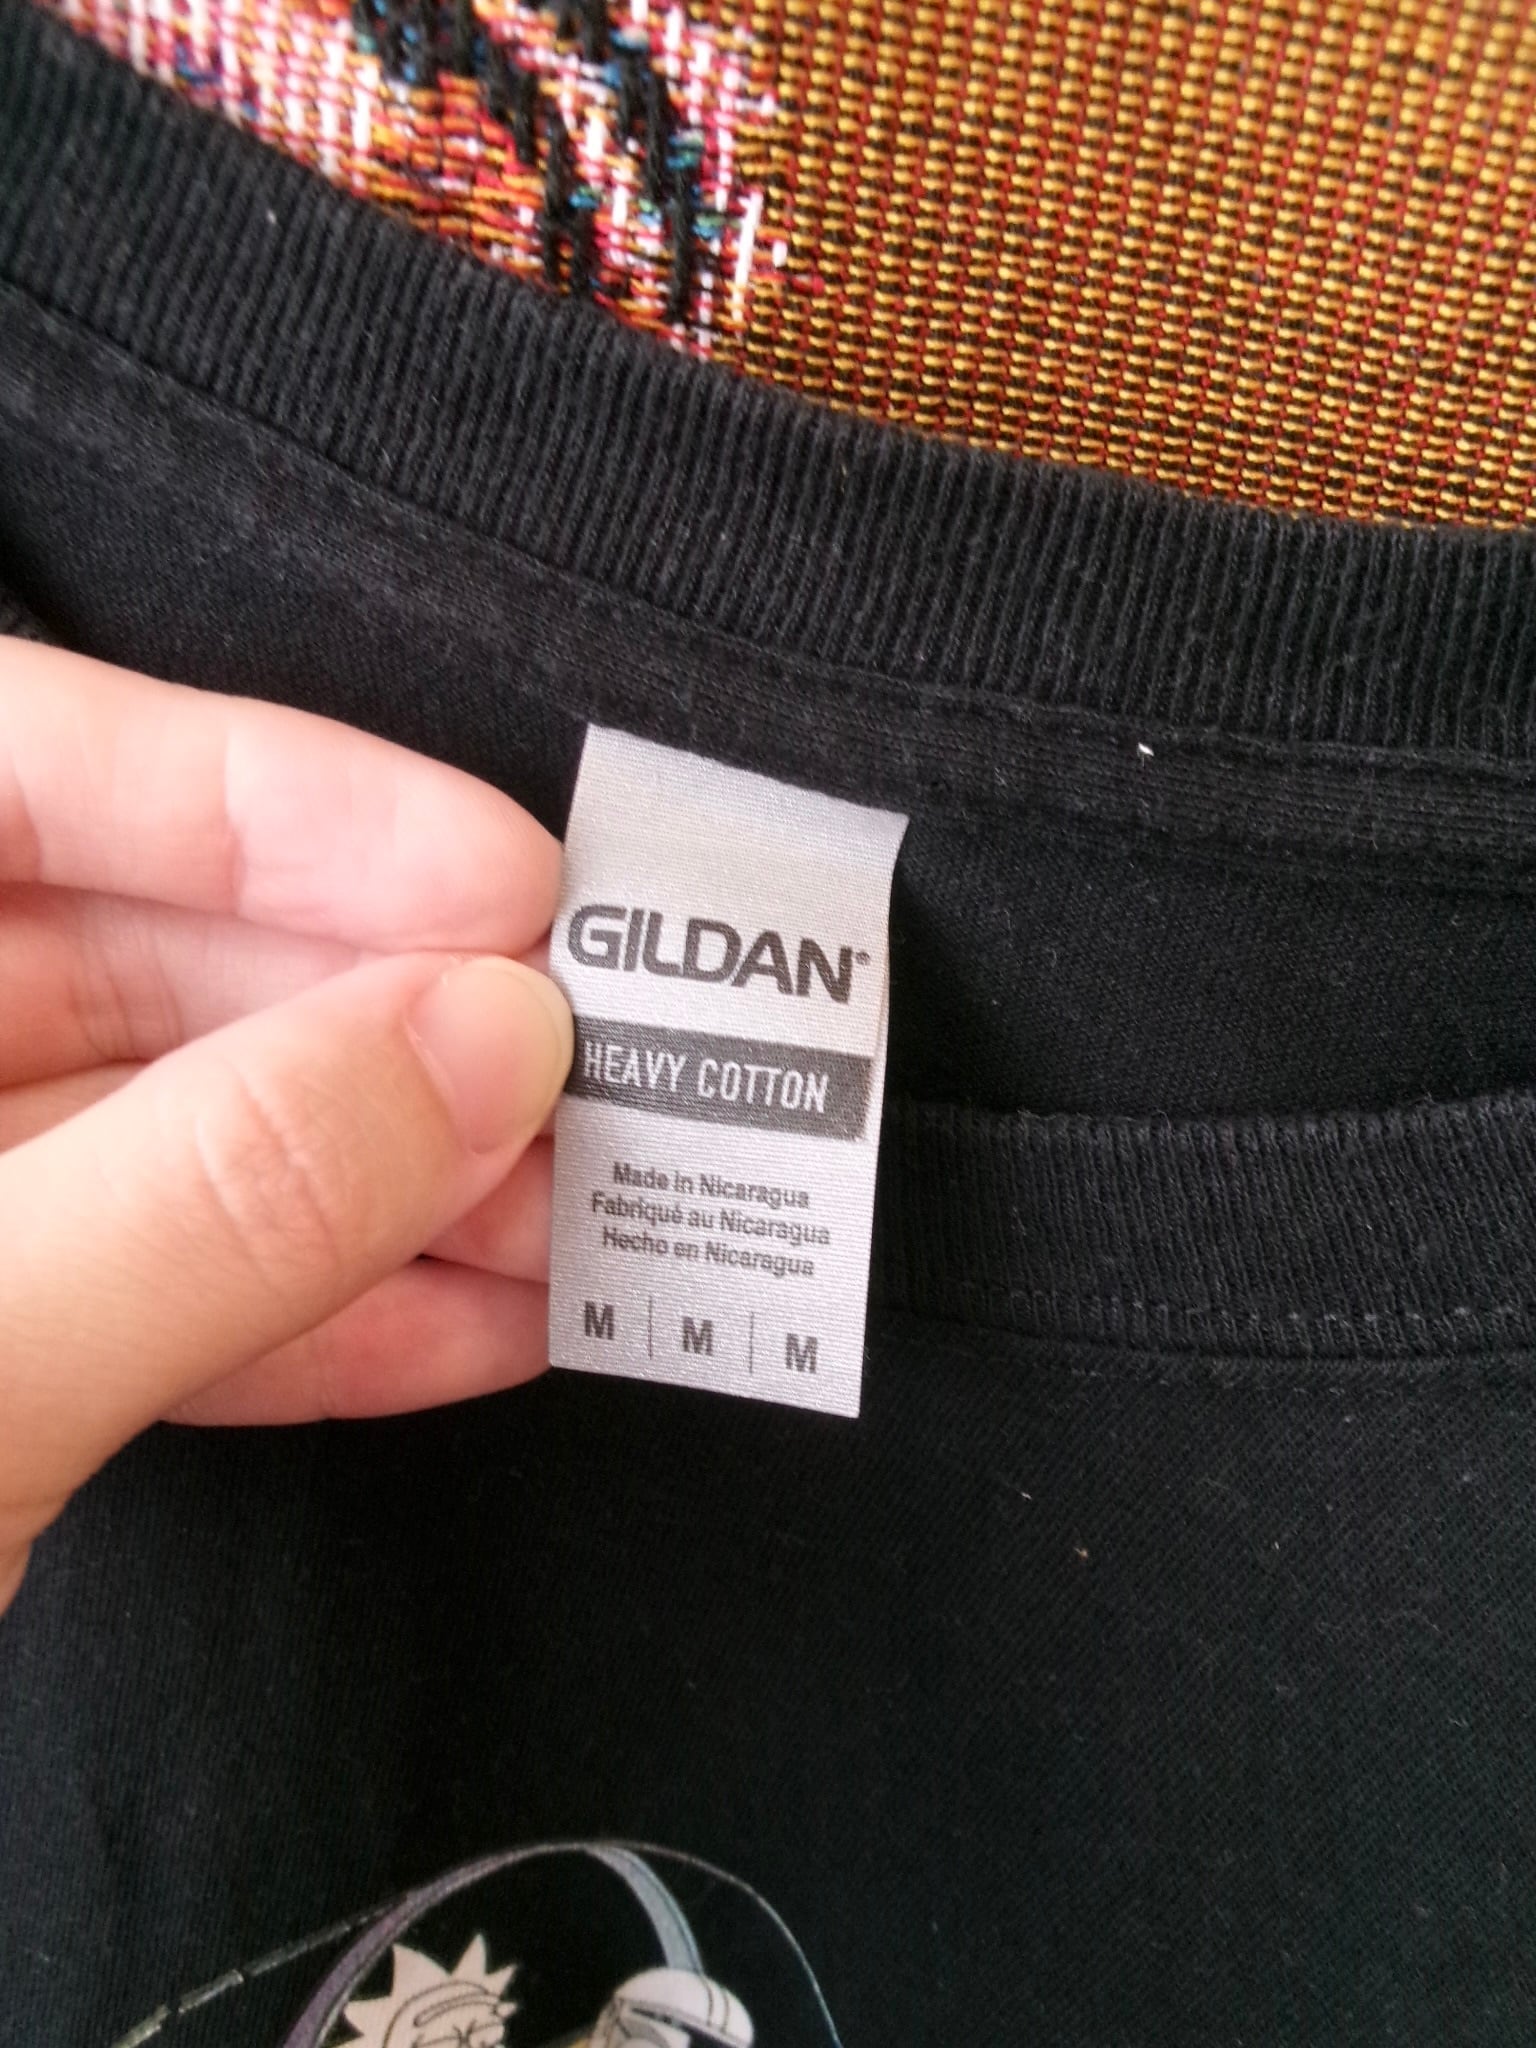 GILDAN®
HEAVY COTTON
Made in Nicaragua
Fabriqué au Nicaragua
Hecho en Nicaragua
M | M | M